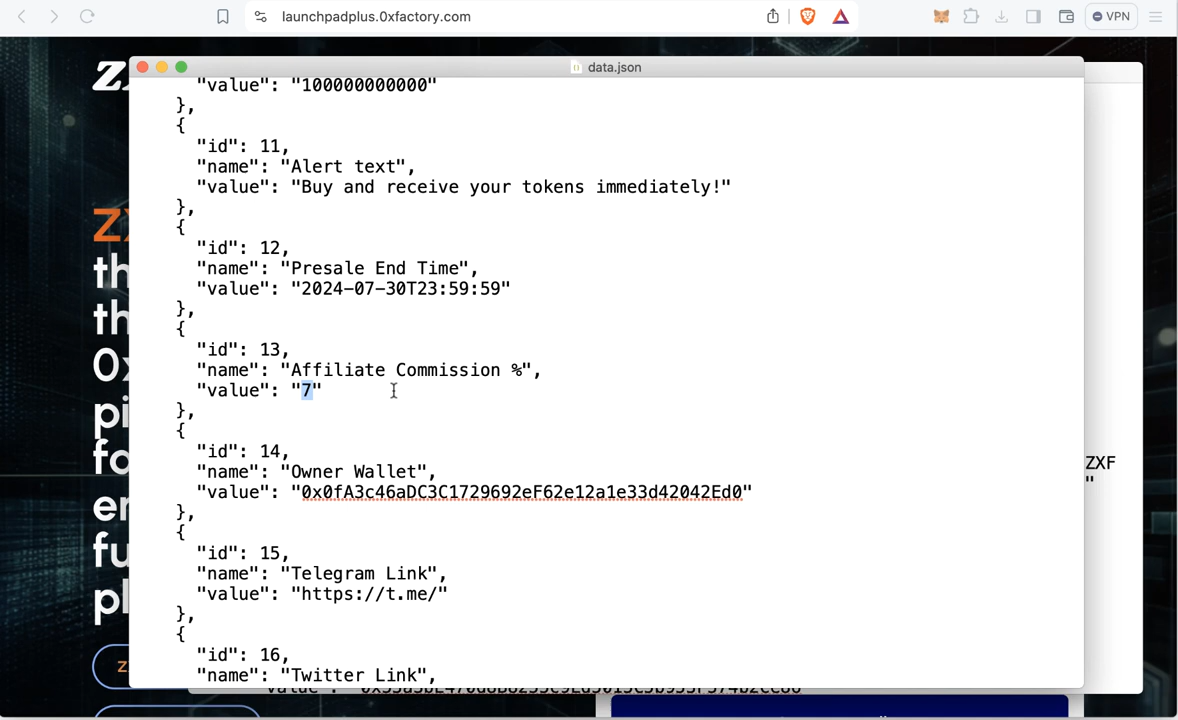 launchpadplus.0xfactory.com
VPN
data.json
"value": "100000000000"
},
{
"id": 11,
"name": "Alert text",
"value": "Buy and receive your tokens immediately!"
},
{
"id": 12,
"name": "Presale End Time",
"value": "2024-07-30T23:59:59"
},
{
"id": 13,
"name": "Affiliate Commission %",
"value": "7"
},
{
"id": 14,
"name": "Owner Wallet",
"value": "0x0fA3c46aDC3C1729692eF62e12a1e33d42042Ed0"
},
{
"id": 15,
"name": "Telegram Link",
"value": "https://t.me/"
},
{
"id": 16,
"name": "Twitter Link",
ZXF
"